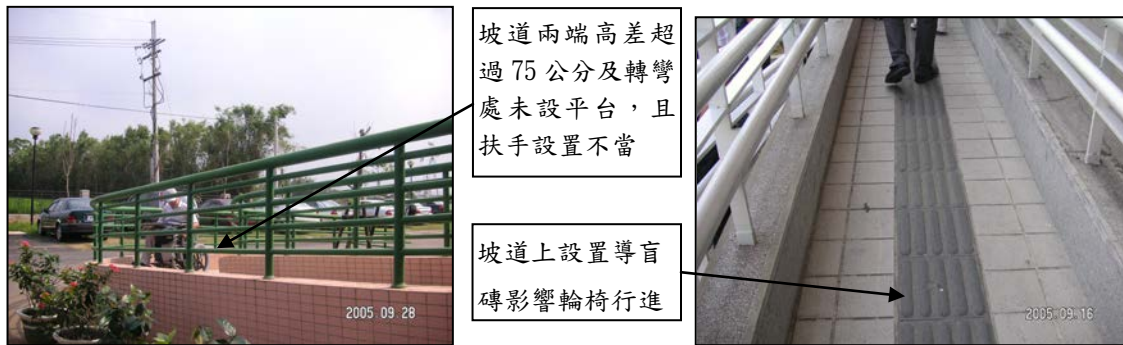 坡道兩端高差超
過 75 公分及轉彎
處未設平台，且
扶手設置不當
坡道上設置導盲
磚影響輪椅行進
2005 09 28
2005 09 16